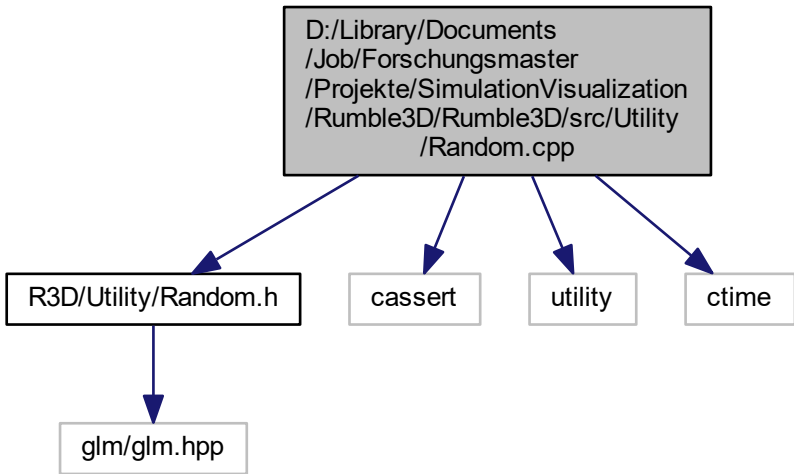 D:/Library/Documents
/Job/Forschungsmaster
/Projekte/SimulationVisualization
/Rumble3D/Rumble3D/src/Utility
/Random.cpp
R3D/Utility/Random.h
cassert
utility
ctime
glm/glm.hpp